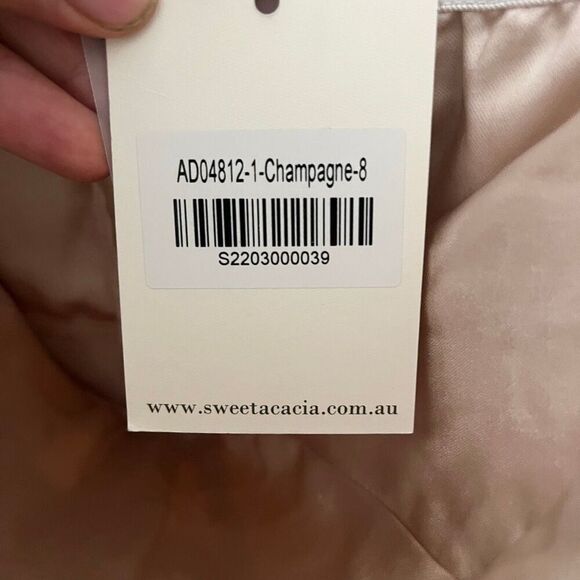 AD04812-1-Champagne-8
S2203000039
www.sweetacacia.com.au